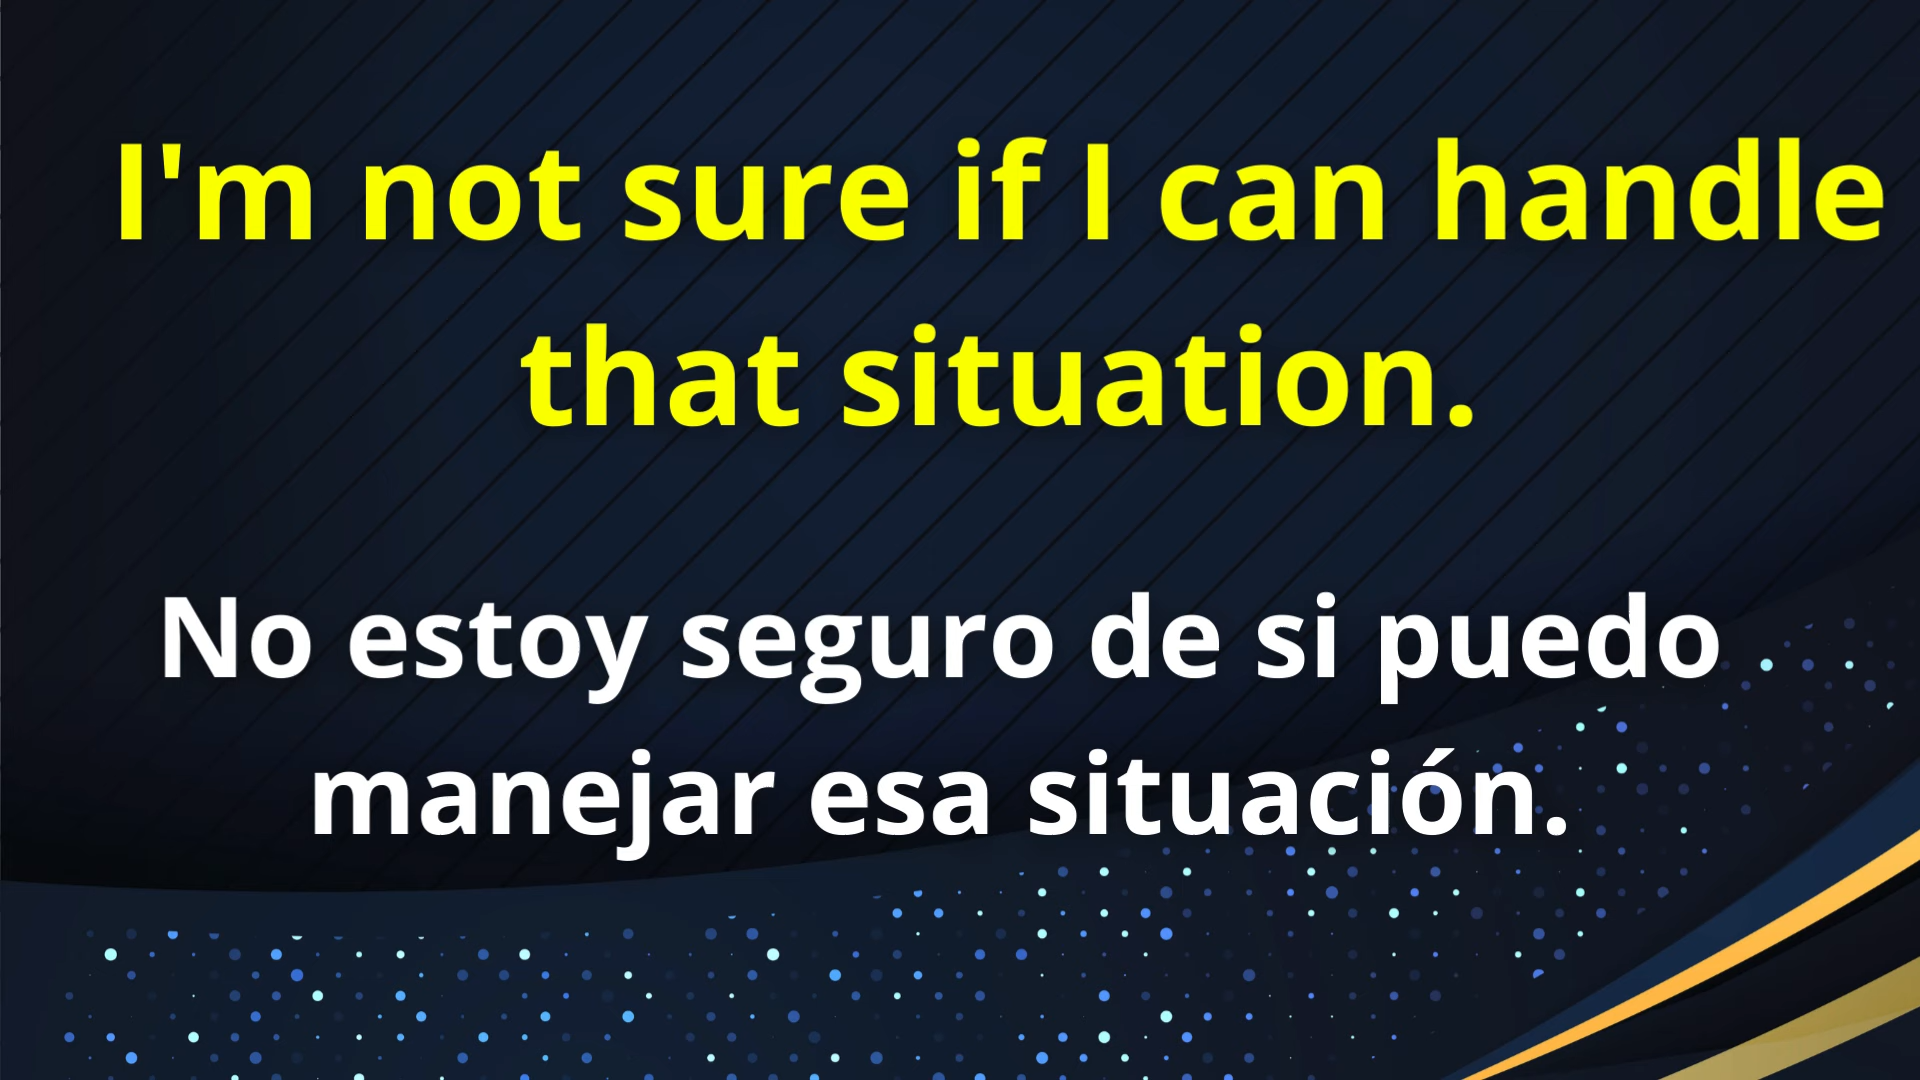 I'm not sure if I can handle
that situation.
No estoy seguro de si puedo
manejar esa situación.